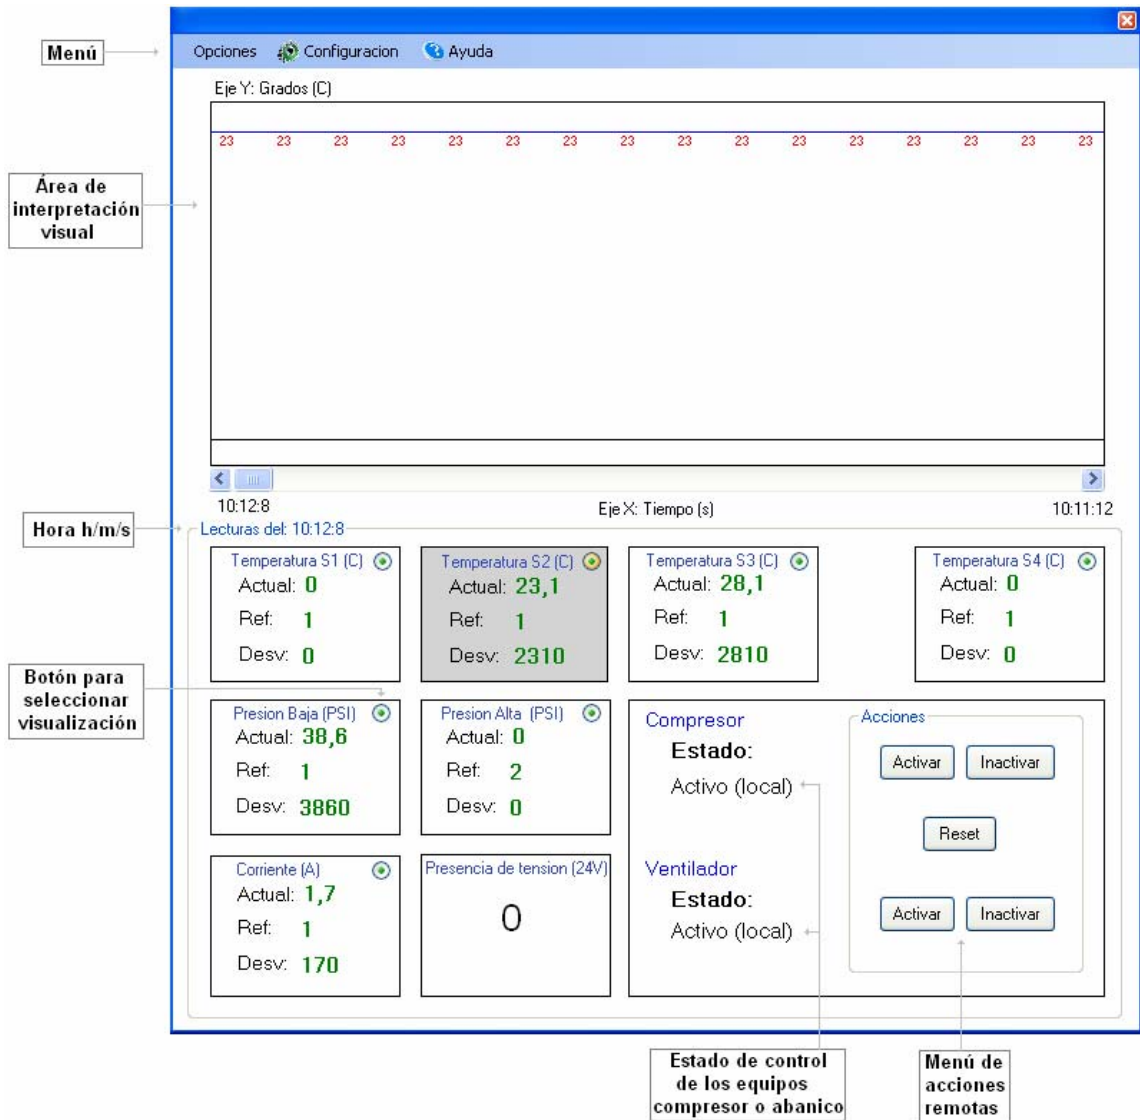 Menú
Opciones Configuracion Ayuda
Eje Y: Grados (C)
23 23 23 23 23 23 23 23 23 23 23 23 23 23 23 23
Área de
interpretación
visual
10:12:8 Eje X: Tiempo (s) 10:11:12
Hora h/m/s
Lecturas del: 10:12:8
Temperatura S1 (C)
Actual: 0
Ref: 1
Desv: 0
Temperatura S2 (C)
Actual: 23,1
Ref: 1
Desv: 2310
Temperatura S3 (C)
Actual: 28,1
Ref: 1
Desv: 2810
Temperatura S4 (C)
Actual: 0
Ref: 1
Desv: 0
Botón para
seleccionar
visualización
Presion Baja (PSI)
Actual: 38,6
Ref: 1
Desv: 3860
Presion Alta (PSI)
Actual: 0
Ref: 2
Desv: 0
Compresor
Estado:
Activo (local)
Acciones
Activar Inactivar
Reset
Corriente (A)
Actual: 1,7
Ref: 1
Desv: 170
Presencia de tension (24V)
0
Ventilador
Estado:
Activo (local)
Activar Inactivar
Estado de control
de los equipos
compresor o abanico
Menú de
acciones
remotas